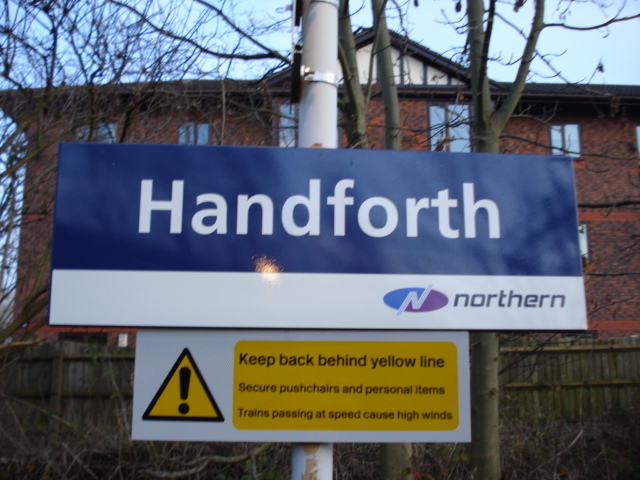 Handforth
northern
Keep back behind yellow line
Secure pushchairs and personal items
Trains passing at speed cause high winds